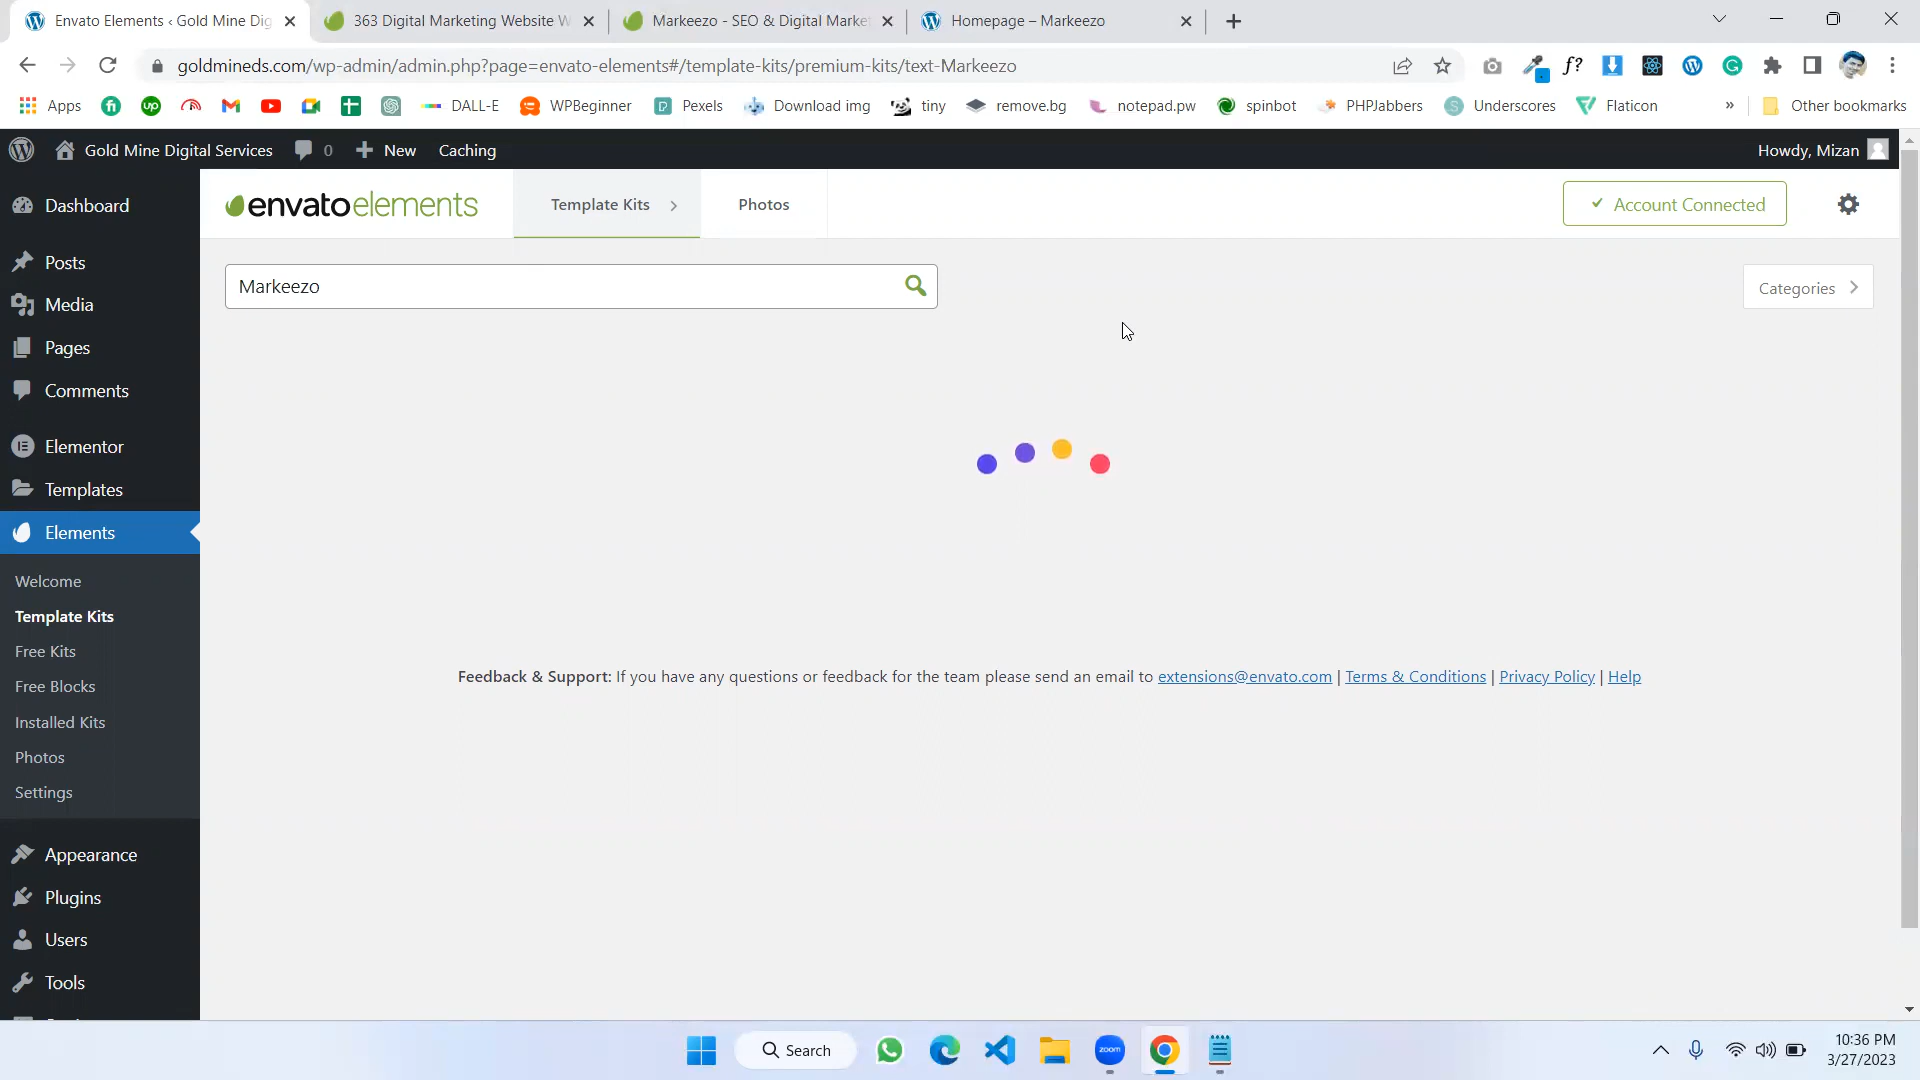 Envato Elements ‹ Gold Mine Dig
363 Digital Marketing Website W
Markeezo - SEO & Digital Market
Homepage – Markeezo
goldmineds.com/wp-admin/admin.php?page=envato-elements#/template-kits/premium-kits/text-Markeezo
f?
Apps
fi
up
DALL-E
WPBeginner
Pexels
Download img
tiny
remove.bg
notepad.pw
spinbot
PHPJabbers
Underscores
Flaticon
»
Other bookmarks
Gold Mine Digital Services
0
New
Caching
Howdy, Mizan
Dashboard
Posts
Media
Pages
Comments
Elementor
Templates
Elements
Welcome
Template Kits
Free Kits
Free Blocks
Installed Kits
Photos
Settings
Appearance
Plugins
Users
Tools
envatoelements
Template Kits
Photos
Account Connected
Markeezo
Categories
Feedback & Support: If you have any questions or feedback for the team please send an email to extensions@envato.com | Terms & Conditions | Privacy Policy | Help
Search
zoom
10:36 PM
3/27/2023